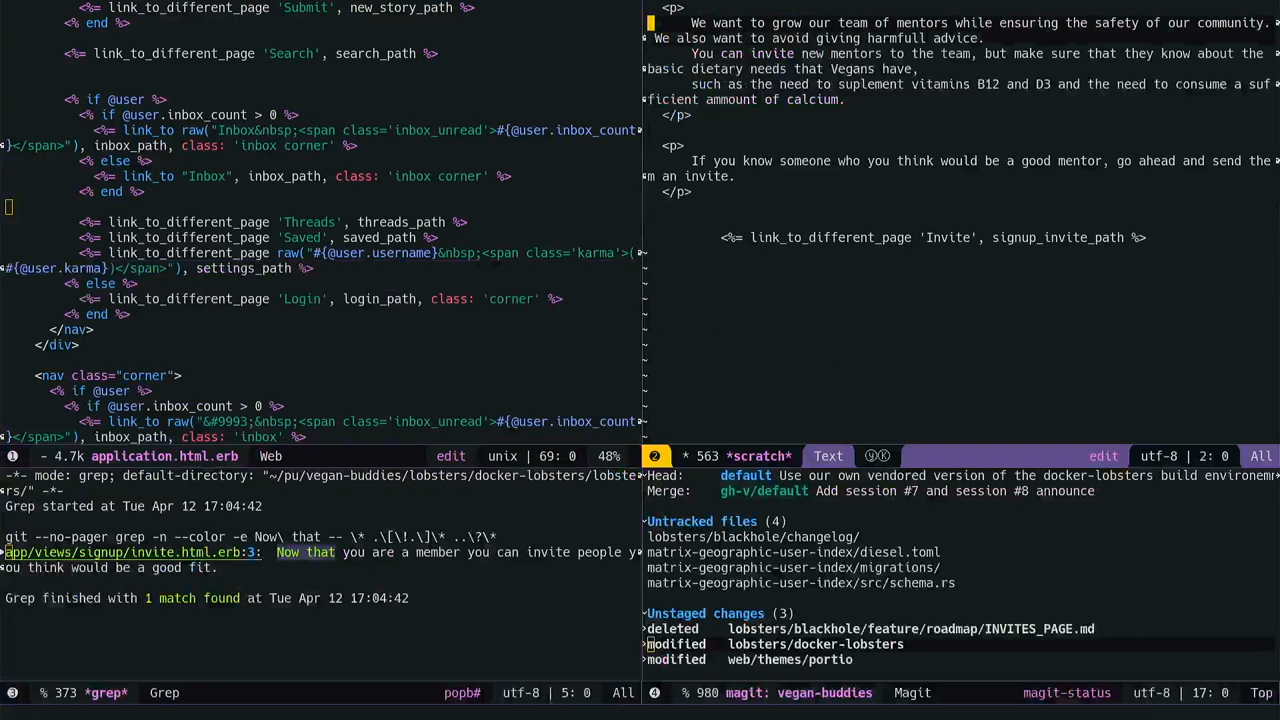 <%= link_to_different_page 'Submit', new_story_path %>
        <% end %>

        <%= link_to_different_page 'Search', search_path %>


        <% if @user %>
          <% if @user.inbox_count > 0 %>
            <%= link_to raw("Inbox&nbsp;<span class='inbox_unread'>#{@user.inbox_count
}</span>"), inbox_path, class: 'inbox corner' %>
          <% else %>
            <%= link_to "Inbox", inbox_path, class: 'inbox corner' %>
          <% end %>

          <%= link_to_different_page 'Threads', threads_path %>
          <%= link_to_different_page 'Saved', saved_path %>
          <%= link_to_different_page raw("#{@user.username}&nbsp;<span class='karma'>(
#{@user.karma})</span>"), settings_path %>
        <% else %>
          <%= link_to_different_page 'Login', login_path, class: 'corner' %>
        <% end %>
      </nav>
    </div>

    <nav class="corner">
      <% if @user %>
        <% if @user.inbox_count > 0 %>
          <%= link_to raw("&#9993;&nbsp;<span class='inbox_unread'>#{@user.inbox_count
}</span>"), inbox_path, class: 'inbox' %>
❶ - 4.7k application.html.erb Web edit unix | 69: 0 48%
  <p>
      We want to grow our team of mentors while ensuring the safety of our community.
 We also want to avoid giving harmfull advice.
      You can invite new mentors to the team, but make sure that they know about the
basic dietary needs that Vegans have,
      such as the need to suplement vitamins B12 and D3 and the need to consume a suf
ficient ammount of calcium.
  </p>

  <p>
      If you know someone who you think would be a good mentor, go ahead and send the
m an invite.
  </p>


          <%= link_to_different_page 'Invite', signup_invite_path %>
~
~
~
~
~
~
~
~
~
~
~
~
~
❷ * 563 *scratch* Text ⓨⓀ edit utf-8 | 2: 0 All
-*- mode: grep; default-directory: "~/pu/vegan-buddies/lobsters/docker-lobsters/lobste
rs/" -*-
Grep started at Tue Apr 12 17:04:42

git --no-pager grep -n --color -e Now\ that -- \* .\[\!.\]\* ..\?\*
app/views/signup/invite.html.erb:3:  Now that you are a member you can invite people y
ou think would be a good fit.

Grep finished with 1 match found at Tue Apr 12 17:04:42
❸ % 373 *grep* Grep popb# utf-8 | 5: 0 All
Head:     default Use our own vendored version of the docker-lobsters build environem
Merge:    gh-v/default Add session #7 and session #8 announce

Untracked files (4)
lobsters/blackhole/changelog/
matrix-geographic-user-index/diesel.toml
matrix-geographic-user-index/migrations/
matrix-geographic-user-index/src/schema.rs

Unstaged changes (3)
deleted    lobsters/blackhole/feature/roadmap/INVITES_PAGE.md
modified   lobsters/docker-lobsters
modified   web/themes/portio
❹ % 980 magit: vegan-buddies Magit magit-status utf-8 | 17: 0 Top